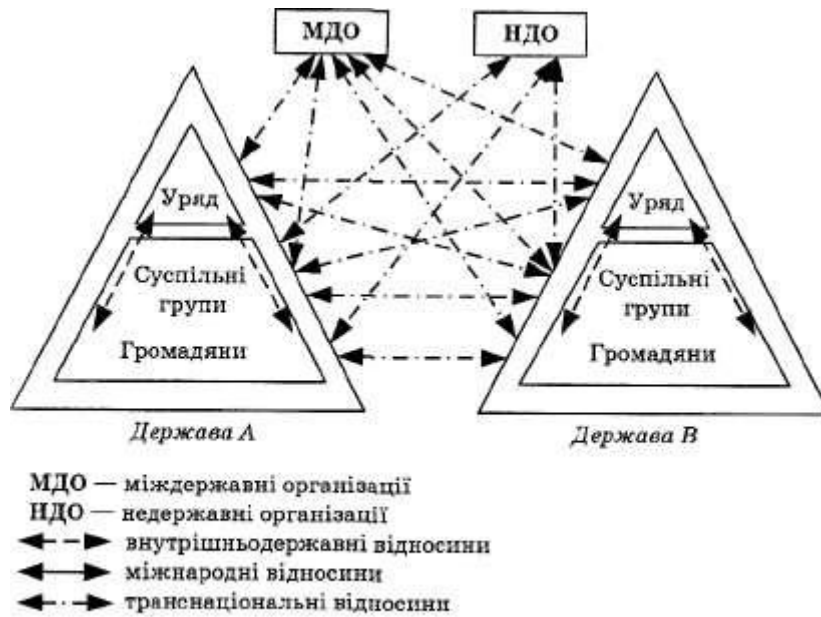 МДО НДО
Уряд Уряд
Суспільні Суспільні
групи групи
Громадяни Громадяни
Держава А Держава В
МДО — міждержавні організації
НДО — недержавні організації
внутрішньодержавні відносини
міжнародні відносини
транснаціональні відносини